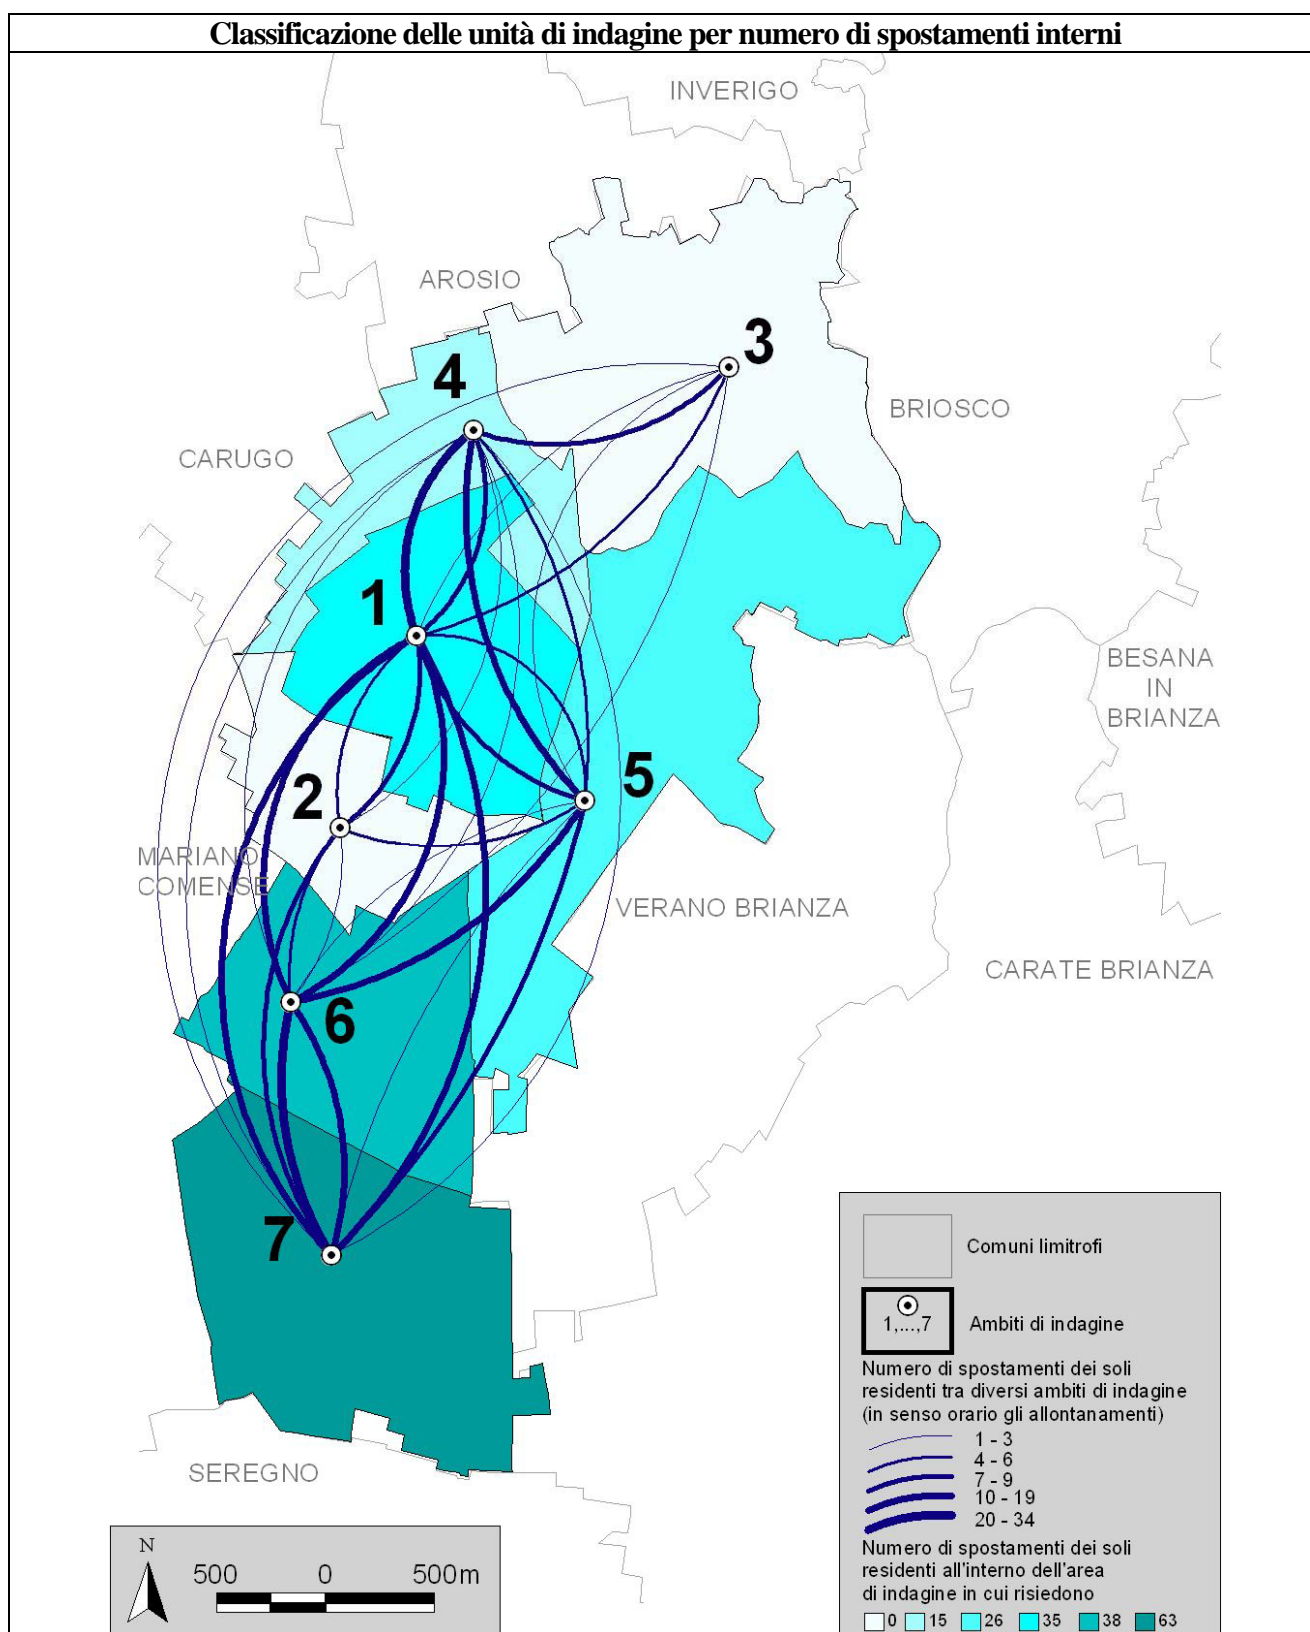 Classificazione delle unità di indagine per numero di spostamenti interni
INVERIGO
AROSIO
3
4
BRIOSCO
CARUGO
1
BESANA
IN
BRIANZA
5
2
MARIANO
COMENSE
VERANO BRIANZA
CARATE BRIANZA
6
7
SEREGNO
Comuni limitrofi
1,...,7
Ambiti di indagine
Numero di spostamenti dei soli
residenti tra diversi ambiti di indagine
(in senso orario gli allontanamenti)
1 - 3
4 - 6
7 - 9
10 - 19
20 - 34
Numero di spostamenti dei soli
residenti all'interno dell'area
di indagine in cui risiedono
0 15 26 35 38 63
N
500 0 500m